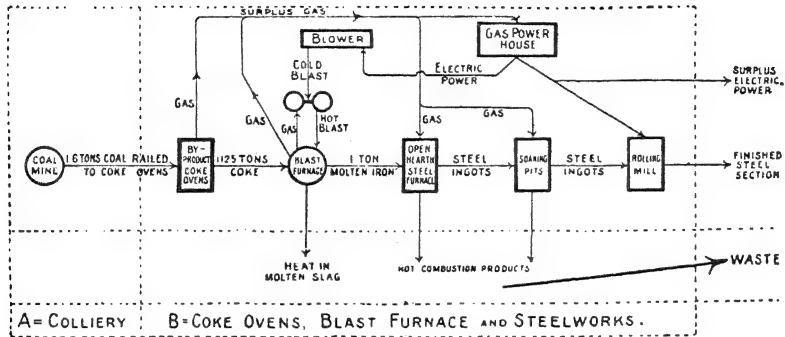 SURPLUS GAS
BLOWER
GAS POWER
HOUSE
COLD
BLAST
ELECTRIC
POWER
SURPLUS
ELECTRIC
POWER
GAS
GAS
GAS
HOT
BLAST
GAS
GAS
COAL
MINE
1.6 TONS COAL RAILED
TO COKE OVENS
BY-
PRODUCT
COKE
OVENS
1.125 TONS
COKE
BLAST
FURNACE
1 TON
MOLTEN IRON
OPEN
HEARTH
STEEL
FURNACE
STEEL
INGOTS
SOAKING
PITS
STEEL
INGOTS
ROLLING
MILL
FINISHED
STEEL
SECTION
HEAT IN
MOLTEN SLAG
HOT COMBUSTION PRODUCTS
WASTE
A = COLLIERY
B = COKE OVENS, BLAST FURNACE AND STEELWORKS.